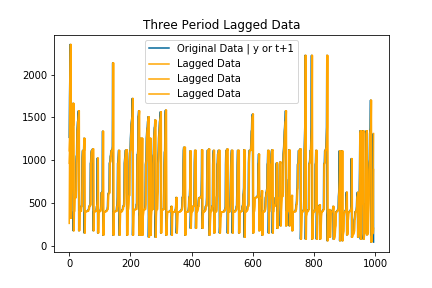 Three Period Lagged Data
Original Data | y or t+1
Lagged Data
Lagged Data
Lagged Data
2000
1500
1000
500
0
0
200
400
600
800
1000